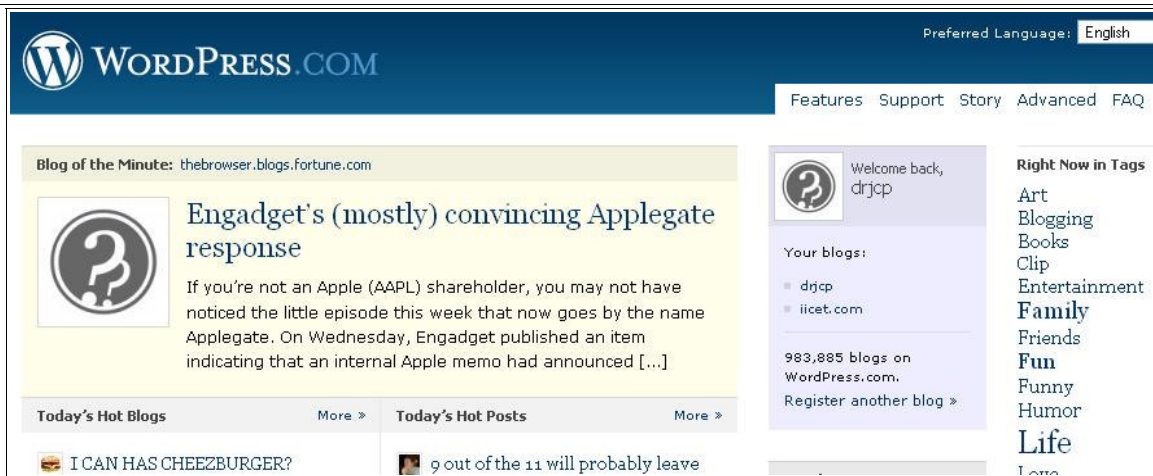 Preferred Language: English
WORDPRESS.COM
Features Support Story Advanced FAQ
Blog of the Minute: thebrowser.blogs.fortune.com
Engadget's (mostly) convincing Applegate
response
If you're not an Apple (AAPL) shareholder, you may not have
noticed the little episode this week that now goes by the name
Applegate. On Wednesday, Engadget published an item
indicating that an internal Apple memo had announced [...]
Today's Hot Blogs More »
I CAN HAS CHEEZBURGER?
Today's Hot Posts More »
9 out of the 11 will probably leave
Welcome back,
drjcp
Your blogs:
drjcp
iicet.com
983,885 blogs on
WordPress.com.
Register another blog »
Right Now in Tags
Art
Blogging
Books
Clip
Entertainment
Family
Friends
Fun
Funny
Humor
Life
Love